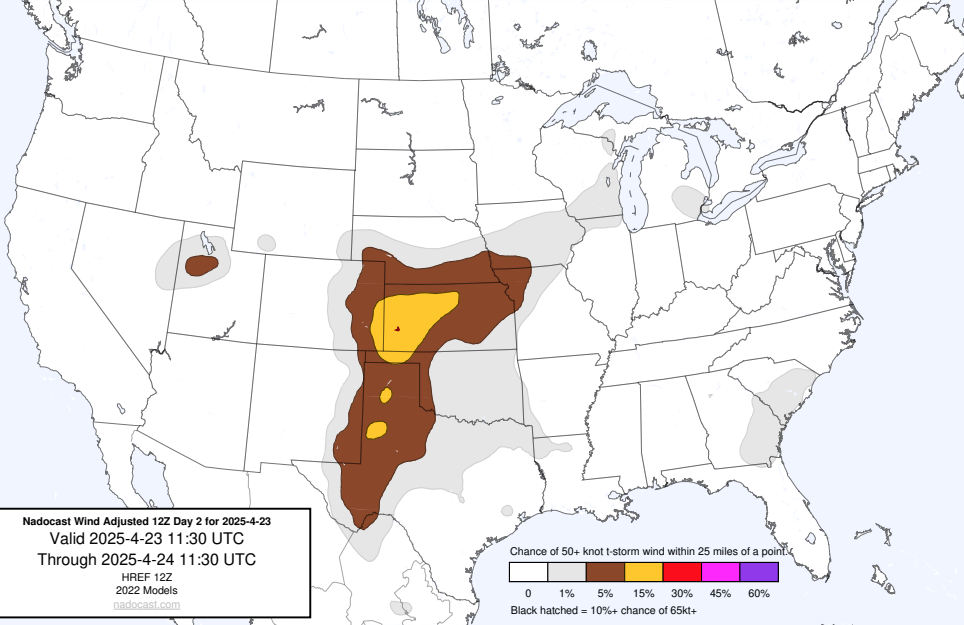 Nadocast Wind Adjusted 12Z Day 2 for 2025-4-23
Valid 2025-4-23 11:30 UTC
Through 2025-4-24 11:30 UTC
HREF 12Z
2022 Models
nadocast.com
Chance of 50+ knot t-storm wind within 25 miles of a point.
0 1% 5% 15% 30% 45% 60%
Black hatched = 10%+ chance of 65kt+